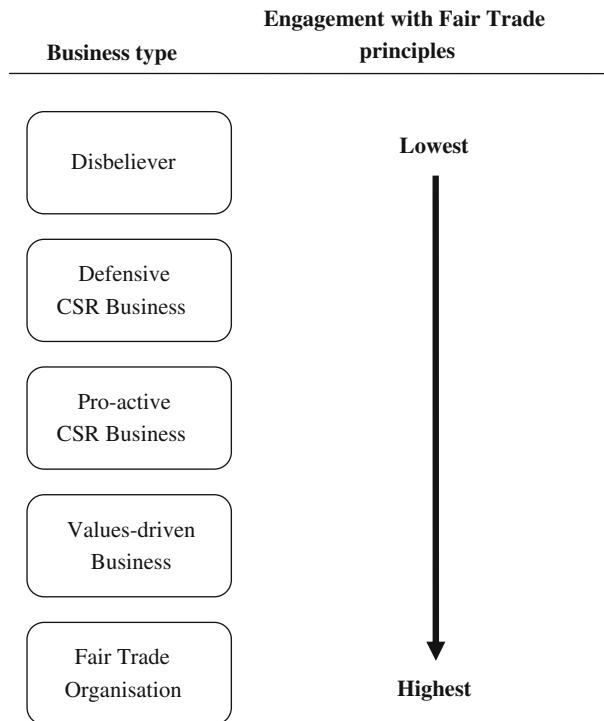 Engagement with Fair Trade
Business type
principles
Disbeliever
Lowest
Defensive
CSR Business
Pro-active
CSR Business
Values-driven
Business
Fair Trade
Organisation
Highest